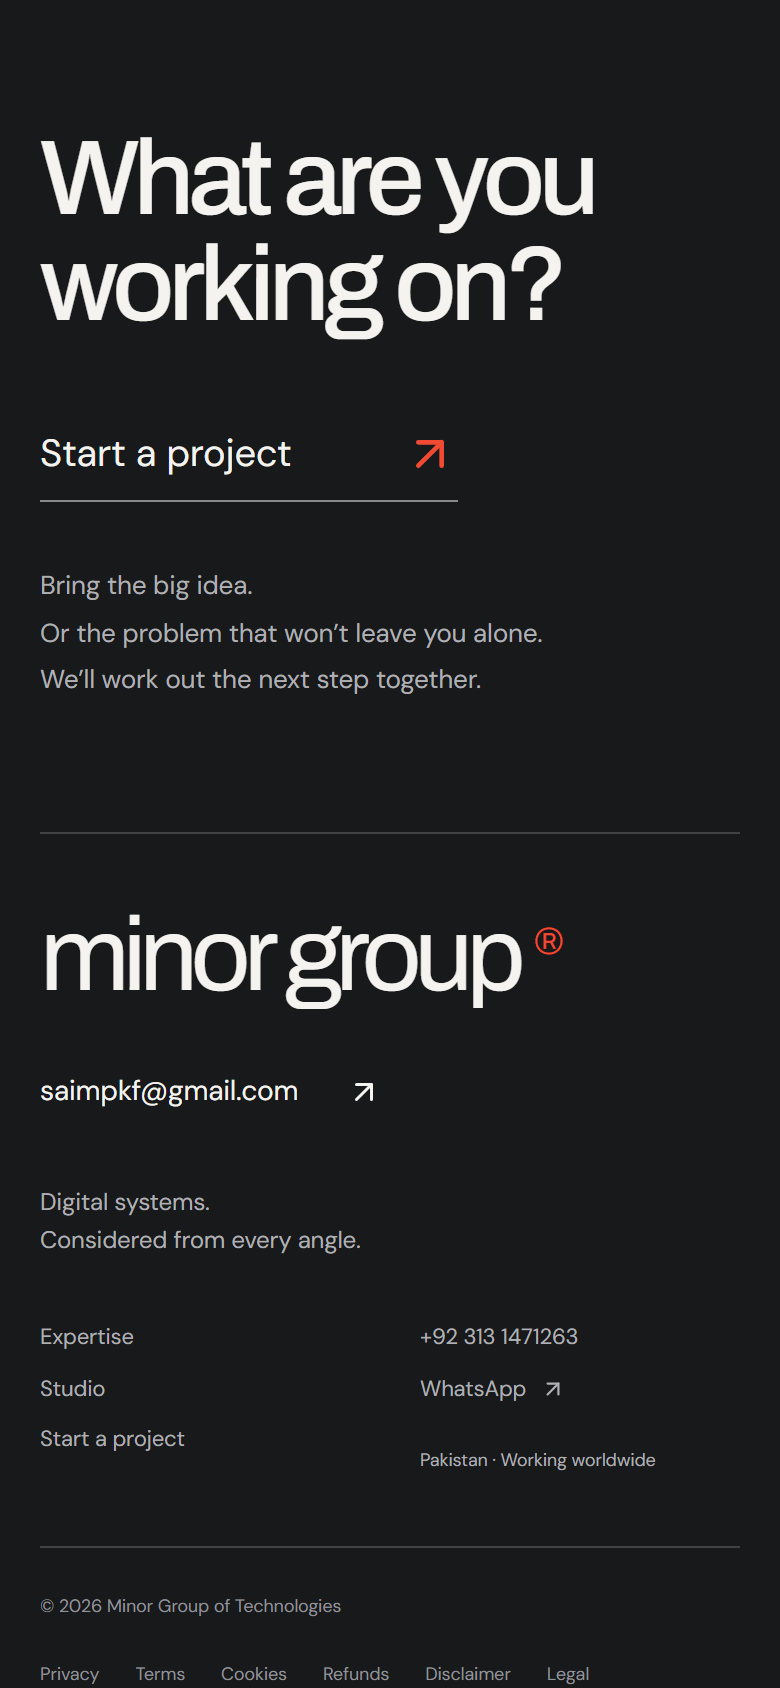 What are you
working on?
Start a project
Bring the big idea.
Or the problem that won’t leave you alone.
We’ll work out the next step together.
minor group ®
saimpkf@gmail.com
Digital systems.
Considered from every angle.
Expertise
Studio
Start a project
+92 313 1471263
WhatsApp
Pakistan · Working worldwide
© 2026 Minor Group of Technologies
Privacy Terms Cookies Refunds Disclaimer Legal